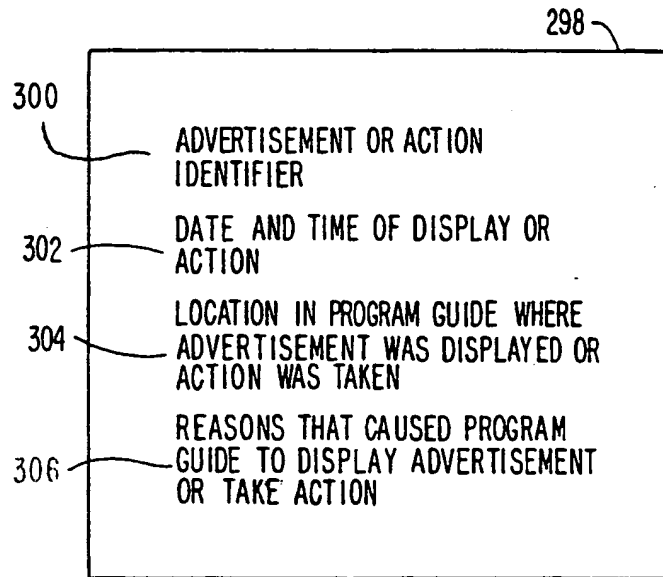 298
300
ADVERTISEMENT OR ACTION
IDENTIFIER
302
DATE AND TIME OF DISPLAY OR
ACTION
304
LOCATION IN PROGRAM GUIDE WHERE
ADVERTISEMENT WAS DISPLAYED OR
ACTION WAS TAKEN
306
REASONS THAT CAUSED PROGRAM
GUIDE TO DISPLAY ADVERTISEMENT
OR TAKE ACTION